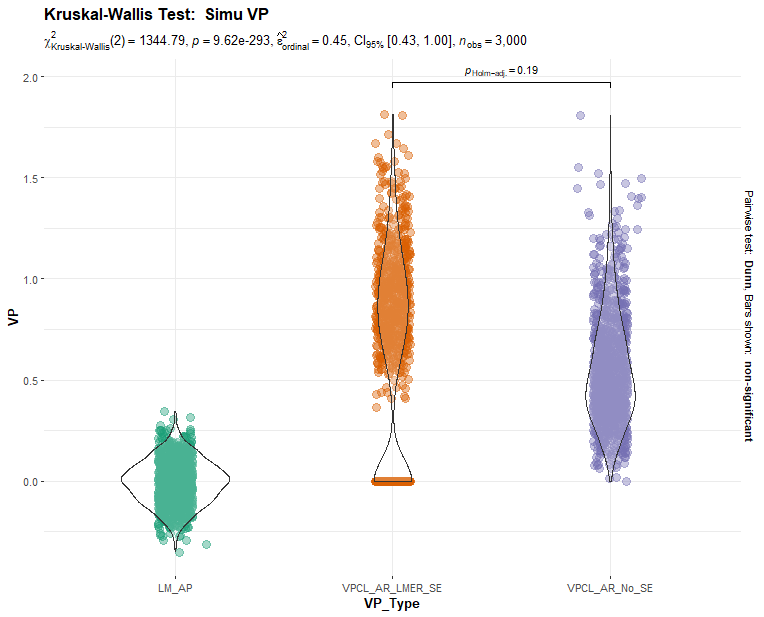 Kruskal-Wallis Test:  Simu VP
χ²Kruskal-Wallis(2) = 1344.79, p = 9.62e-293, ε̂²ordinal = 0.45, CI95% [0.43, 1.00], nobs = 3,000
pHolm-adj. = 0.19
2.0
1.5
1.0
0.5
0.0
VP
LM_AP
VPCL_AR_LMER_SE
VPCL_AR_No_SE
VP_Type
Pairwise test: Dunn, Bars shown: non-significant